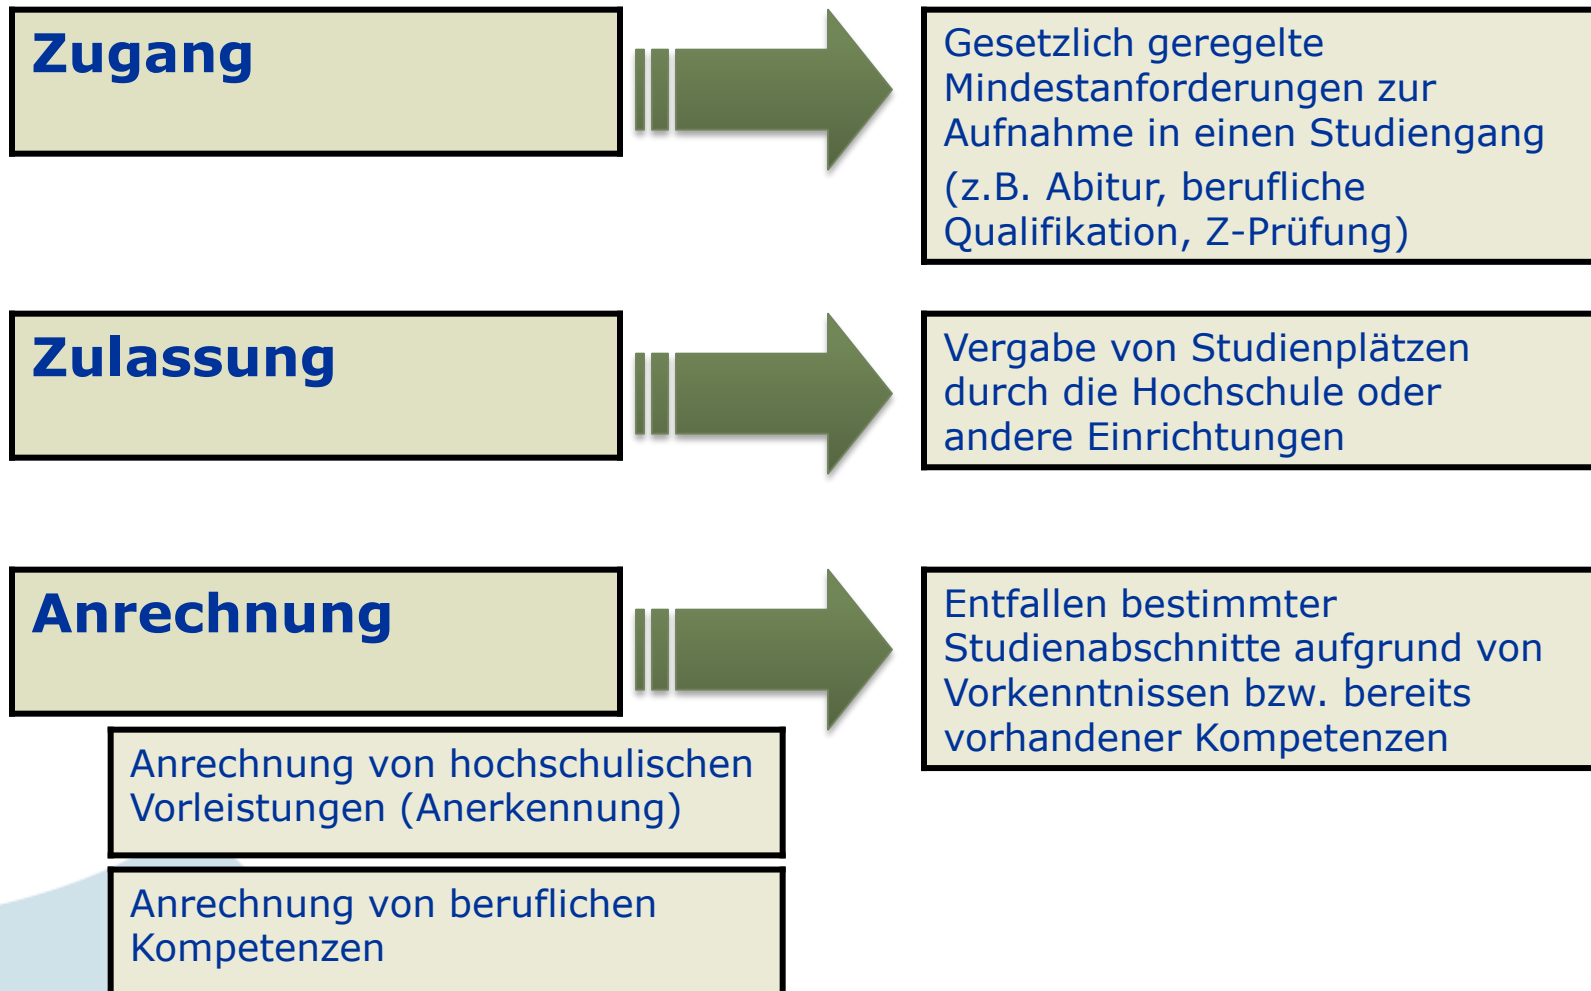 Zugang
Gesetzlich geregelte
Mindestanforderungen zur
Aufnahme in einen Studiengang
(z.B. Abitur, berufliche
Qualifikation, Z-Prüfung)
Zulassung
Vergabe von Studienplätzen
durch die Hochschule oder
andere Einrichtungen
Anrechnung
Entfallen bestimmter
Studienabschnitte aufgrund von
Vorkenntnissen bzw. bereits
vorhandener Kompetenzen
Anrechnung von hochschulischen
Vorleistungen (Anerkennung)
Anrechnung von beruflichen
Kompetenzen